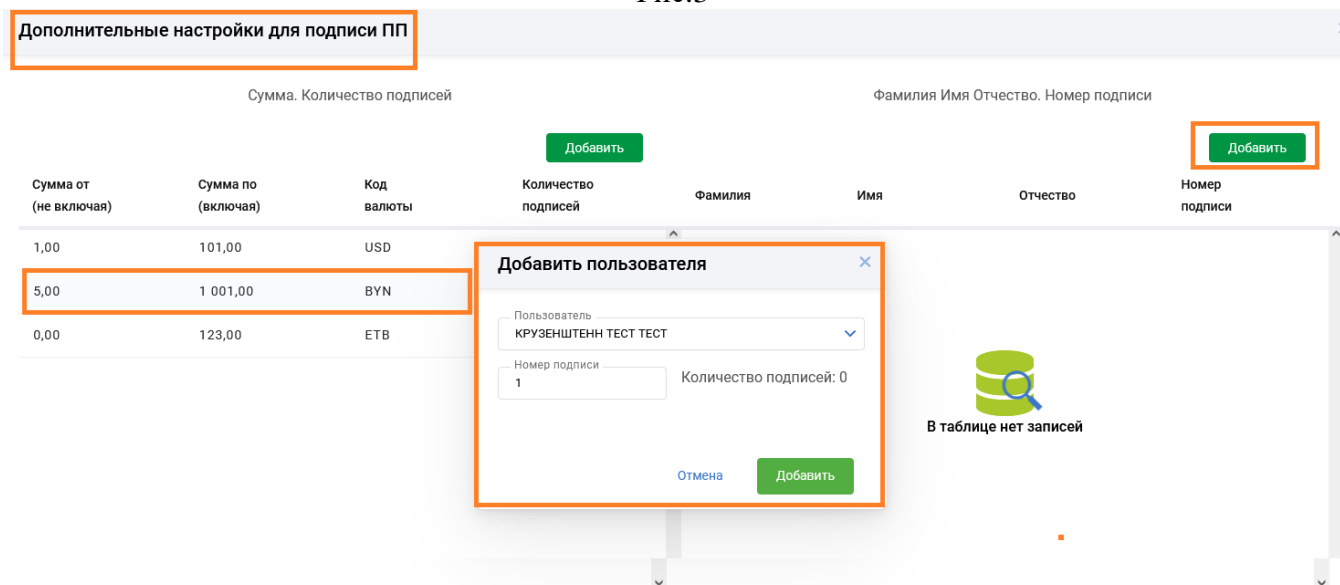 Дополнительные настройки для подписи ПП
Сумма. Количество подписей
Фамилия Имя Отчество. Номер подписи
Добавить
Добавить
Сумма от (не включая)
Сумма по (включая)
Код валюты
Количество подписей
Фамилия
Имя
Отчество
Номер подписи
1,00 101,00 USD
5,00 1 001,00 BYN
0,00 123,00 ETB
Добавить пользователя
Пользователь
КРУЗЕНШТЕНН ТЕСТ ТЕСТ
Номер подписи
1
Количество подписей: 0
Отмена
Добавить
В таблице нет записей